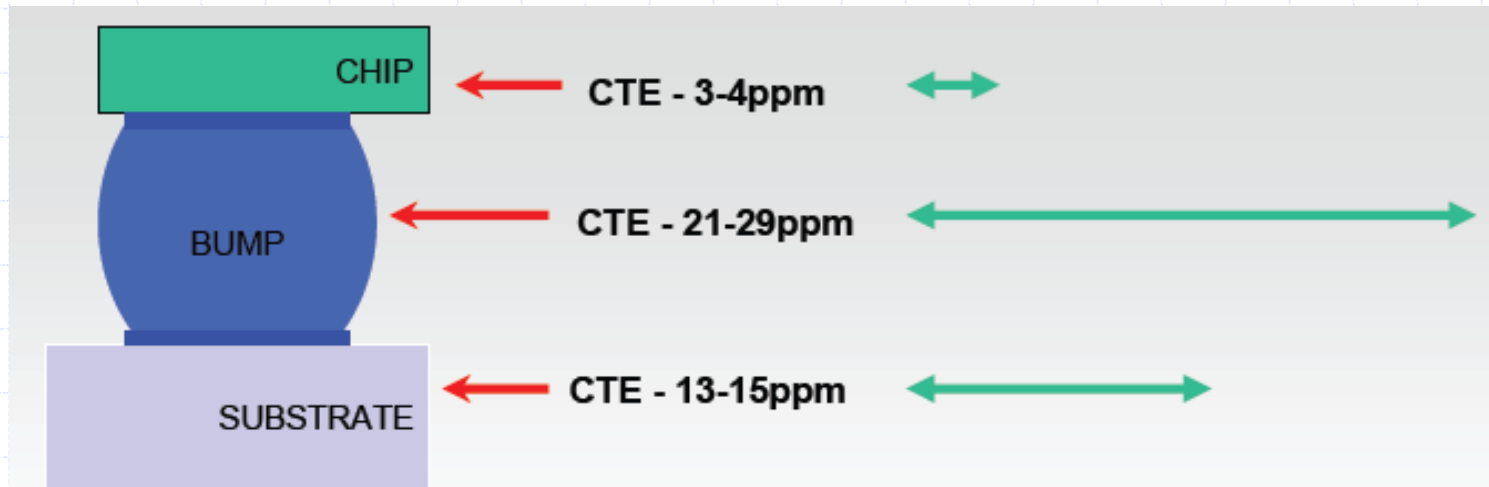 CHIP
CTE - 3-4ppm
BUMP
CTE - 21-29ppm
SUBSTRATE
CTE - 13-15ppm